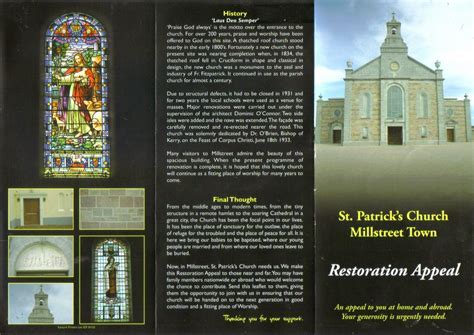 History
'Laus Deo Semper'
'Praise God always' is the motto over the entrance to the
church. For over 200 years, praise and worship have been
offered to God on this site. A thatched roof church stood
nearby in the early 1800's. Fortunately a new church on the
present site was nearing completion when, in 1834, the
thatched roof fell in. Cruciform in shape and classical in
design, the new church is a monument to the zeal and
industry of Fr. Fitzpatrick. It continued in use as the parish
church for almost a century.
Due to structural defects, it had to be closed in 1931 and
for two years the local schools were used as a venue for
masses. Major renovations were carried out under the
supervision of the architect Dominic O'Connor. Two side
isles were added and the nave was extended. The façade was
carefully removed and re-erected nearer the road. This
church was solemnly dedicated by Dr. O'Brien, Bishop of
Kerry, on the Feast of Corpus Christi, June 18th 1933.
Many visitors to Millstreet admire the beauty of this
spacious building. When the present programme of
renovation is complete, it is hoped that this lovely church
will continue as a fitting place of worship for many years to
come.
Final Thought
From the middle ages to modern times, from the tiny
structure in a remote hamlet to the soaring Cathedral in a
great city, the Church has been the focal point in our lives.
It has been the place of sanctuary for the outlaw, the place
of refuge for the troubled and the place of peace for all. It is
here we bring our babies to be baptised, where our young
people are married and from where our loved ones leave to
be buried.
Now, in Millstreet, St. Patrick's Church needs us. We make
this Restoration Appeal to those near and far. You may have
family members nationwide or abroad who would be
interested to contribute. Send this leaflet to them, giving
them the opportunity to join with us in ensuring that our
church be handed on to the next generation in good
condition and a fitting place of Worship.
Thanking you for your support.
St. Patrick's Church
Millstreet Town
Restoration Appeal
An appeal to you at home and abroad.
Your generosity is urgently needed.